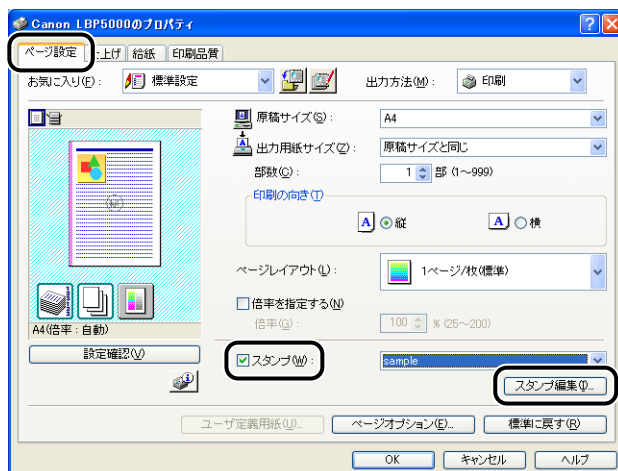 Canon LBP5000のプロパティ
ページ設定 上げ 給紙 印刷品質
お気に入り(F): 標準設定 出力方法(M): 印刷
原稿サイズ(S): A4
出力用紙サイズ(Z): 原稿サイズと同じ
部数(C): 1 部 (1～999)
印刷の向き(T)
A 縦 A 横
ページレイアウト(L): 1ページ/枚(標準)
倍率を指定する(N)
倍率(G): 100 % (25～200)
A4(倍率:自動)
設定確認(V)
スタンプ(W): sample
スタンプ編集(I)...
ユーザ定義用紙(U)... ページオプション(E)... 標準に戻す(R)
OK キャンセル ヘルプ